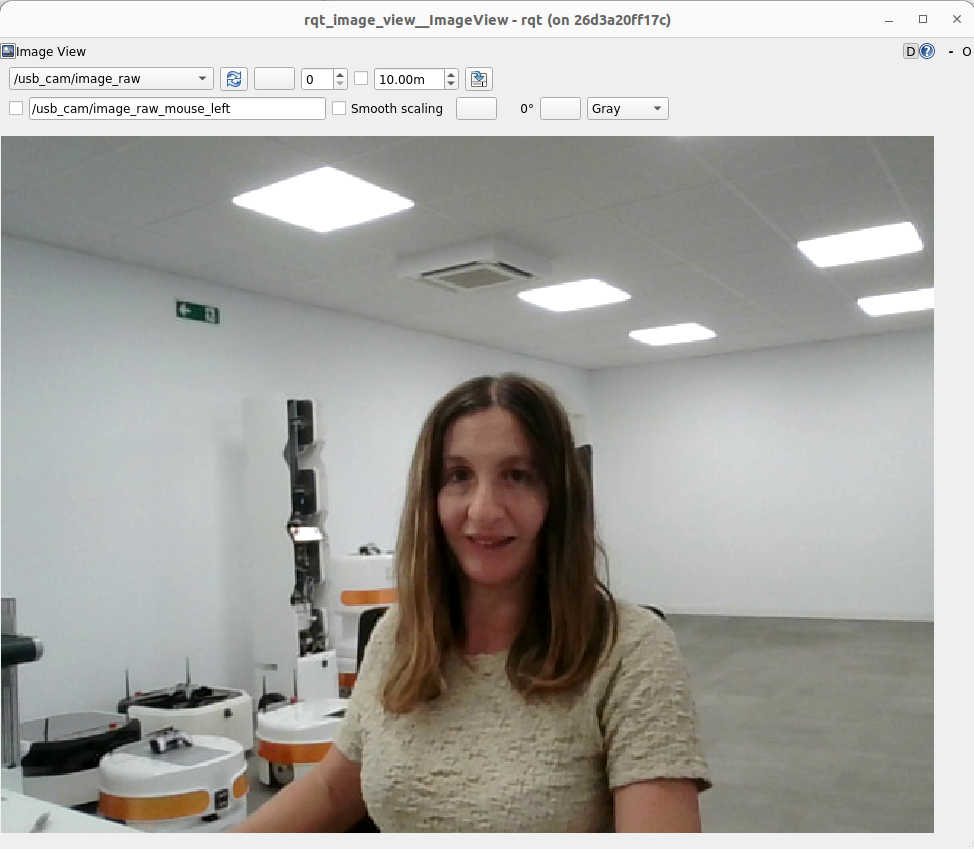 rqt_image_view__ImageView - rqt (on 26d3a20ff17c)
Image View
D
- O
/usb_cam/image_raw
0
10.00m
/usb_cam/image_raw_mouse_left
Smooth scaling
0°
Gray